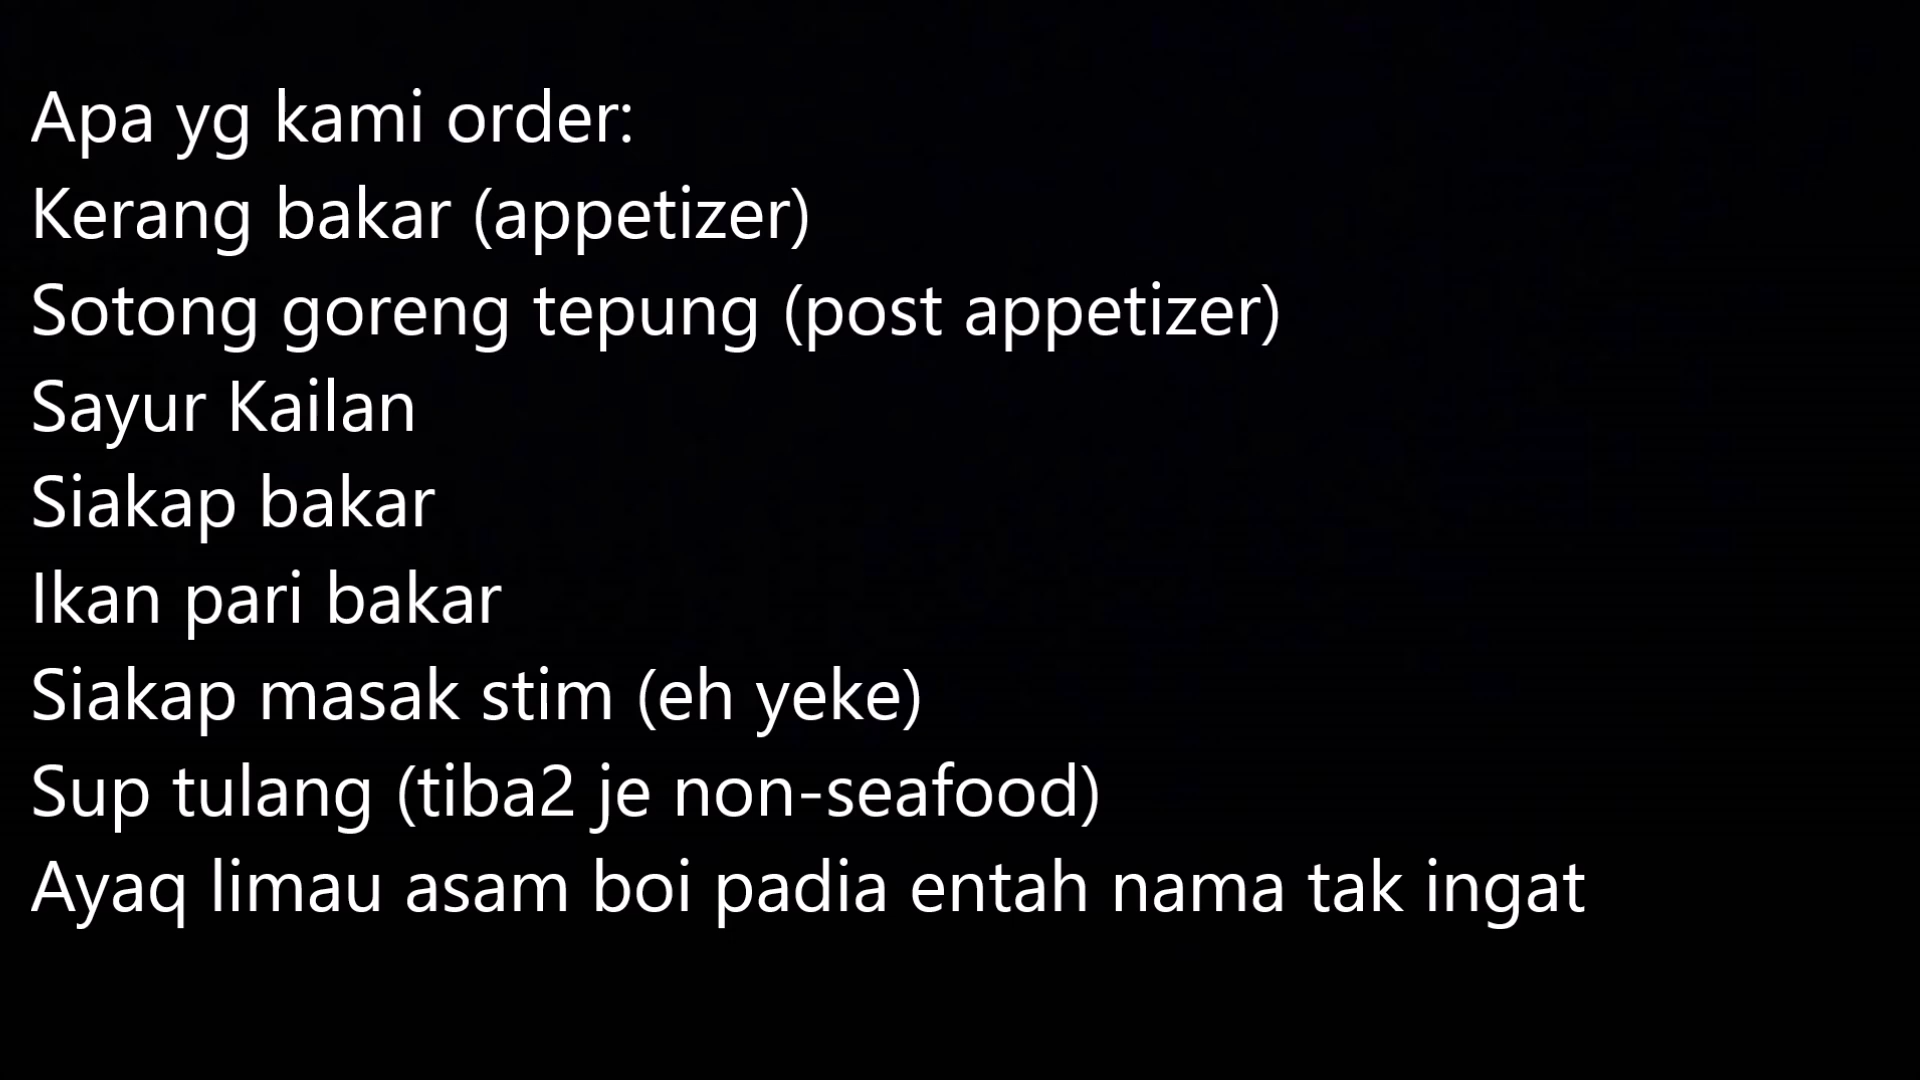 Apa yg kami order:
Kerang bakar (appetizer)
Sotong goreng tepung (post appetizer)
Sayur Kailan
Siakap bakar
Ikan pari bakar
Siakap masak stim (eh yeke)
Sup tulang (tiba2 je non-seafood)
Ayaq limau asam boi padia entah nama tak ingat